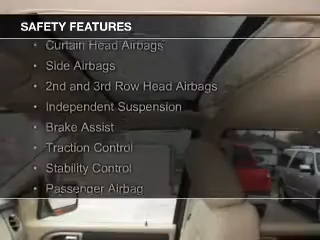 SAFETY FEATURES
• Curtain Head Airbags
• Side Airbags
• 2nd and 3rd Row Head Airbags
• Independent Suspension
• Brake Assist
• Traction Control
• Stability Control
• Passenger Airbag